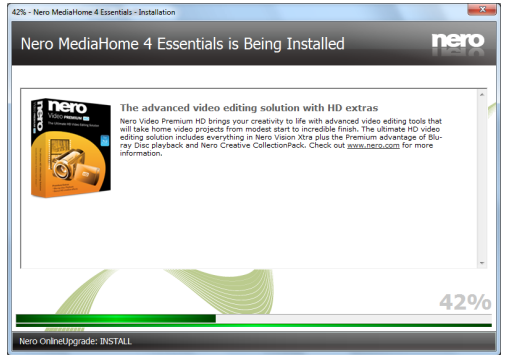 42% - Nero MediaHome 4 Essentials - Installation
Nero MediaHome 4 Essentials is Being Installed
nero
nero
Video PREMIUM HD
The advanced video editing solution with HD extras
Nero Video Premium HD brings your creativity to life with advanced video editing tools that
will take home video projects from modest start to incredible finish. The ultimate HD video
editing solution includes everything in Nero Vision Xtra plus the Premium advantage of Blu-
ray Disc playback and Nero Creative CollectionPack. Check out www.nero.com for more
information.
42%
Nero OnlineUpgrade: INSTALL